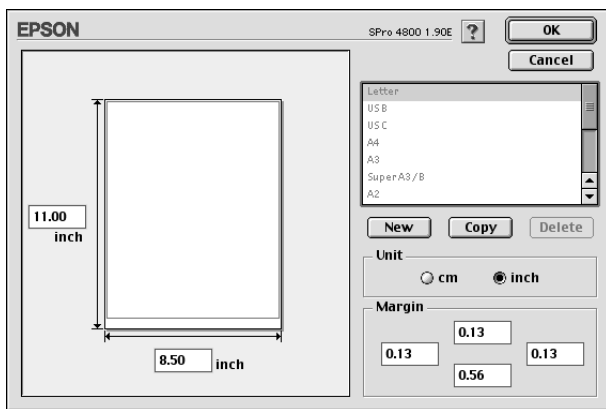 EPSON
SPro 4800 1.90E
?
OK
Cancel
Letter
USB
USC
A4
A3
SuperA3/B
A2
11.00
inch
8.50 inch
New Copy Delete
Unit
cm inch
Margin
0.13
0.13 0.13
0.56